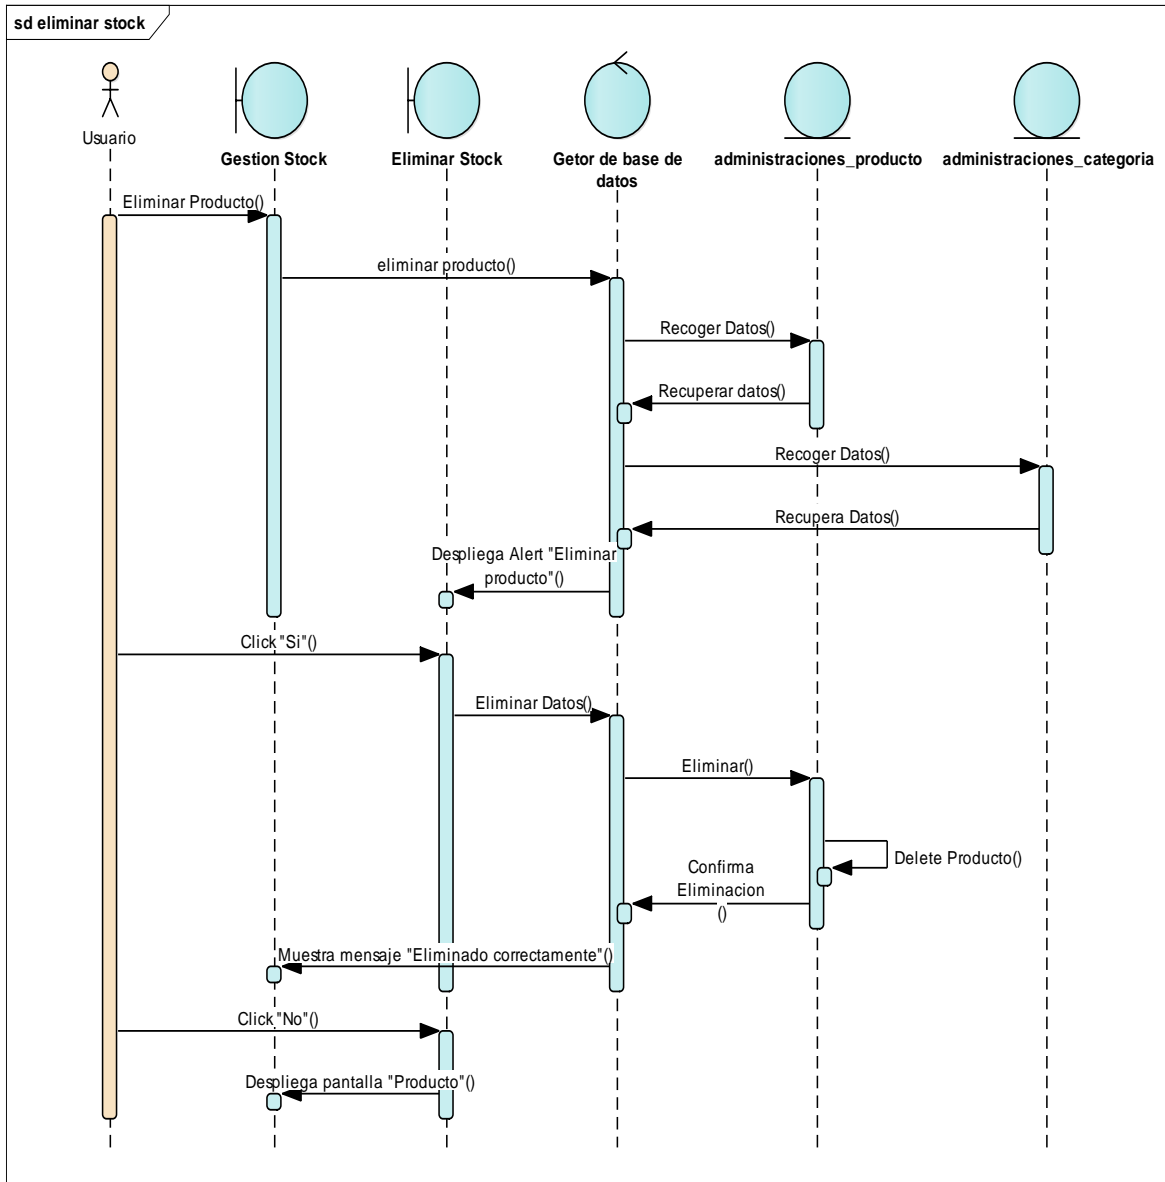 sd eliminar stock
Usuario
Gestion Stock
Eliminar Stock
Getor de base de
datos
administraciones_producto
administraciones_categoria
Eliminar Producto()
eliminar producto()
Recoger Datos()
Recuperar datos()
Recoger Datos()
Recupera Datos()
Despliega Alert "Eliminar
producto"()
Click "Si"()
Eliminar Datos()
Eliminar()
Delete Producto()
Confirma
Eliminacion
()
Muestra mensaje "Eliminado correctamente"()
Click "No"()
Despliega pantalla "Producto"()